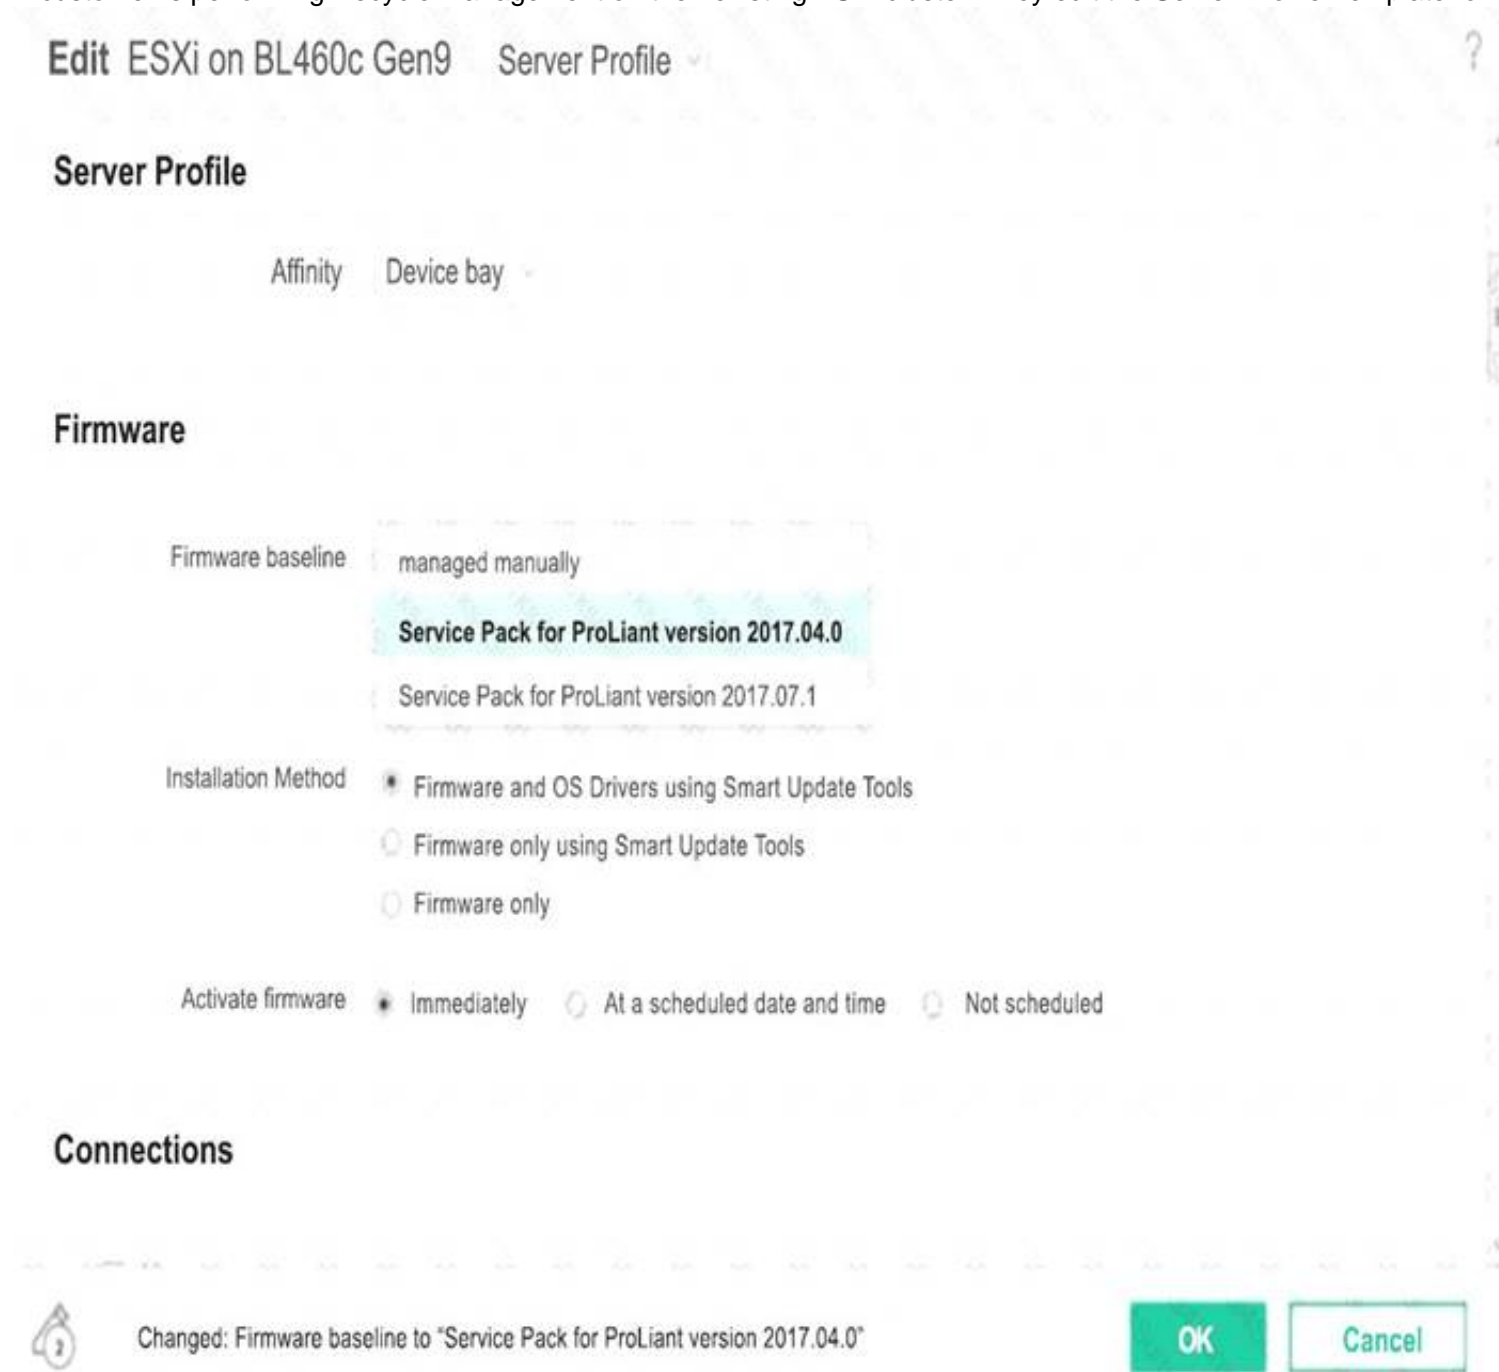 Edit ESXi on BL460c Gen9 Server Profile
?
Server Profile
Affinity Device bay
Firmware
Firmware baseline managed manually
Service Pack for ProLiant version 2017.04.0
Service Pack for ProLiant version 2017.07.1
Installation Method Firmware and OS Drivers using Smart Update Tools
Firmware only using Smart Update Tools
Firmware only
Activate firmware Immediately At a scheduled date and time Not scheduled
Connections
Changed: Firmware baseline to "Service Pack for ProLiant version 2017.04.0" OK Cancel